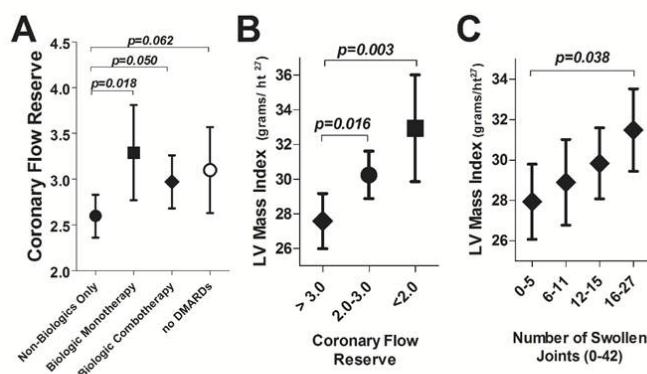 A
p=0.062
p=0.050
p=0.018
Coronary Flow Reserve
4.5
4.0
3.5
3.0
2.5
2.0
Non-Biologics Only
Biologic Monotherapy
Biologic Combotherapy
no DMARDs
B
p=0.003
p=0.016
LV Mass Index (grams/ ht 27)
36
34
32
30
28
26
> 3.0
2.0-3.0
<2.0
Coronary Flow
Reserve
C
p=0.038
LV Mass Index (grams/ht27)
34
32
30
28
26
0-5
6-11
12-15
16-27
Number of Swollen
Joints (0-42)